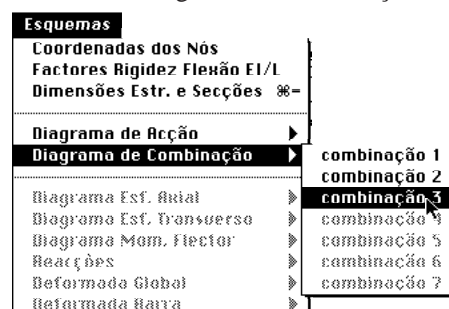 Esquemas
Coordenadas dos Nós
Factores Rigidez Flexão EI/L
Dimensões Estr. e Secções ⌘=
Diagrama de Acção
Diagrama de Combinação
combinação 1
combinação 2
combinação 3
combinação 4
combinação 5
combinação 6
combinação 7
Diagrama Esf. Axial
Diagrama Esf. Transverso
Diagrama Mom. Flector
Reacções
Deformada Global
Deformada Barra